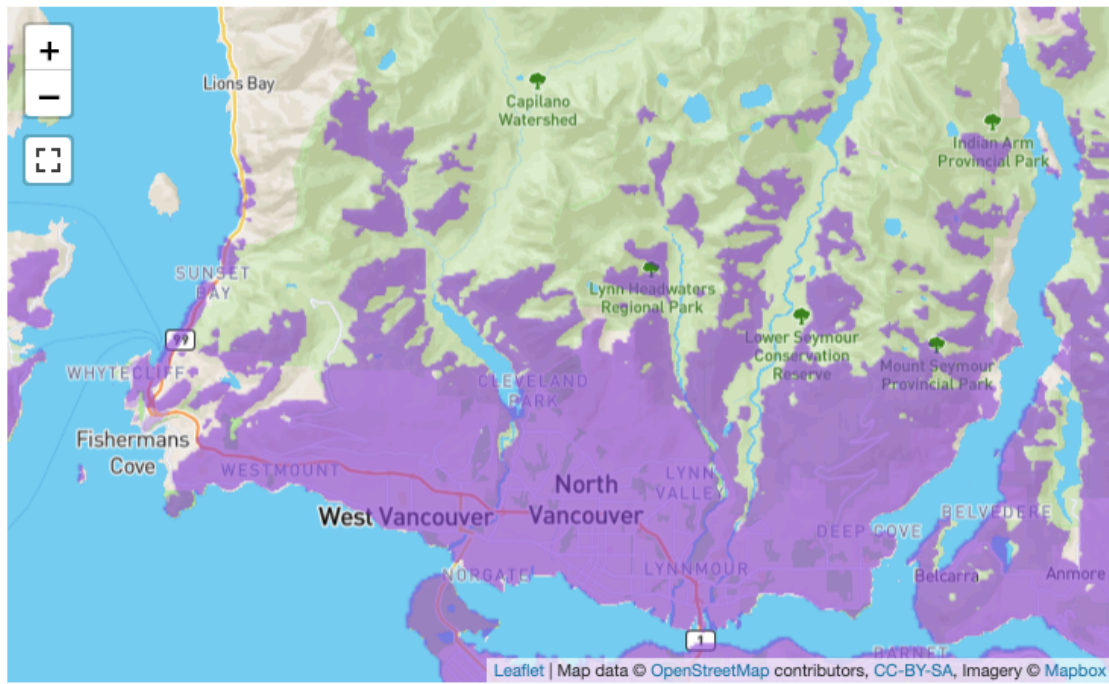 +
−
Lions Bay
Capilano
Watershed
Indian Arm
Provincial Park
SUNSET
BAY
Lynn Headwaters
Regional Park
99
Lower Seymour
Conservation
Reserve
Mount Seymour
Provincial Park
WHYTECLIFF
CLEVELAND
PARK
Fishermans
Cove
WESTMOUNT
LYNN
VALLEY
North
Vancouver
West Vancouver
BELVEDERE
DEEP COVE
NORGATE
LYNNMOUR
Belcarra
Anmore
1
BARNET
Leaflet | Map data © OpenStreetMap contributors, CC-BY-SA, Imagery © Mapbox